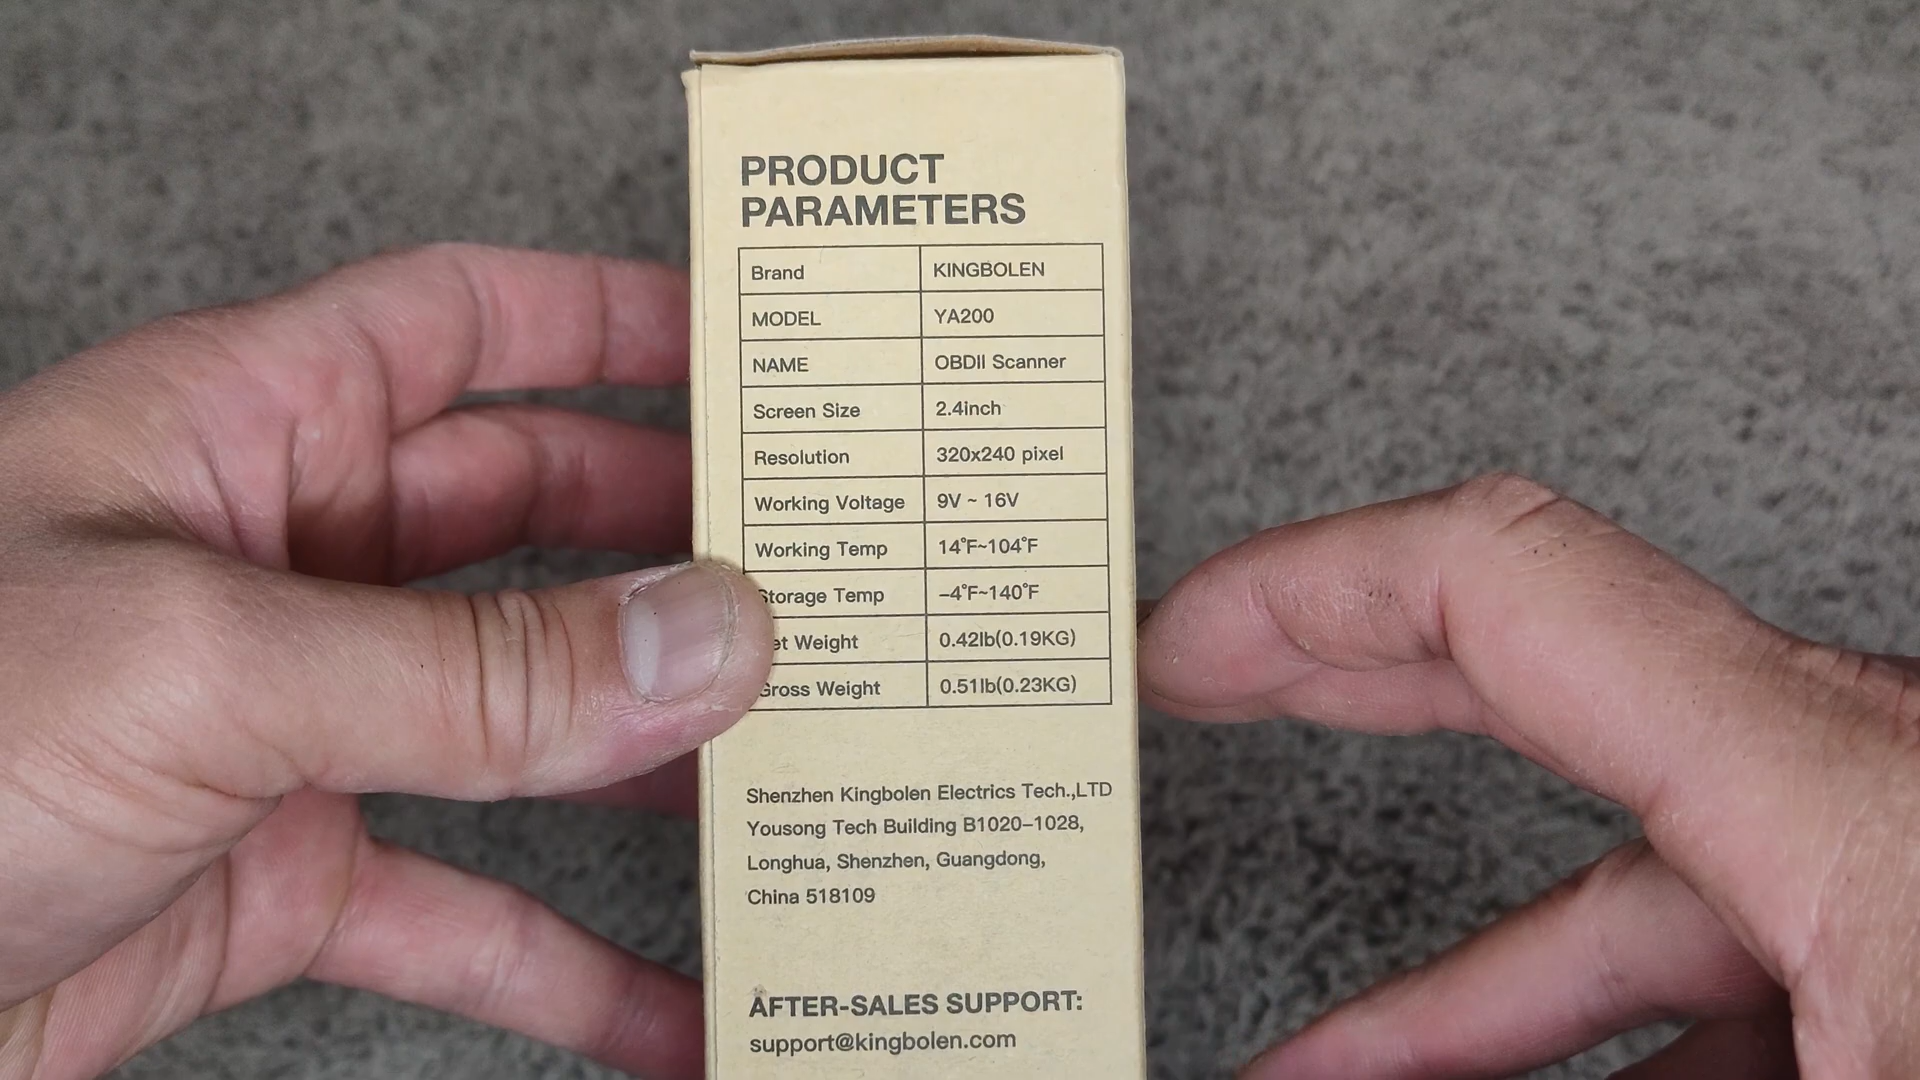 PRODUCT
PARAMETERS
Brand KINGBOLEN
MODEL YA200
NAME OBDII Scanner
Screen Size 2.4inch
Resolution 320x240 pixel
Working Voltage 9V ~ 16V
Working Temp 14°F~104°F
Storage Temp –4°F~140°F
et Weight 0.42lb(0.19KG)
Gross Weight 0.51lb(0.23KG)
Shenzhen Kingbolen Electrics Tech.,LTD
Yousong Tech Building B1020–1028,
Longhua, Shenzhen, Guangdong,
China 518109
AFTER-SALES SUPPORT:
support@kingbolen.com